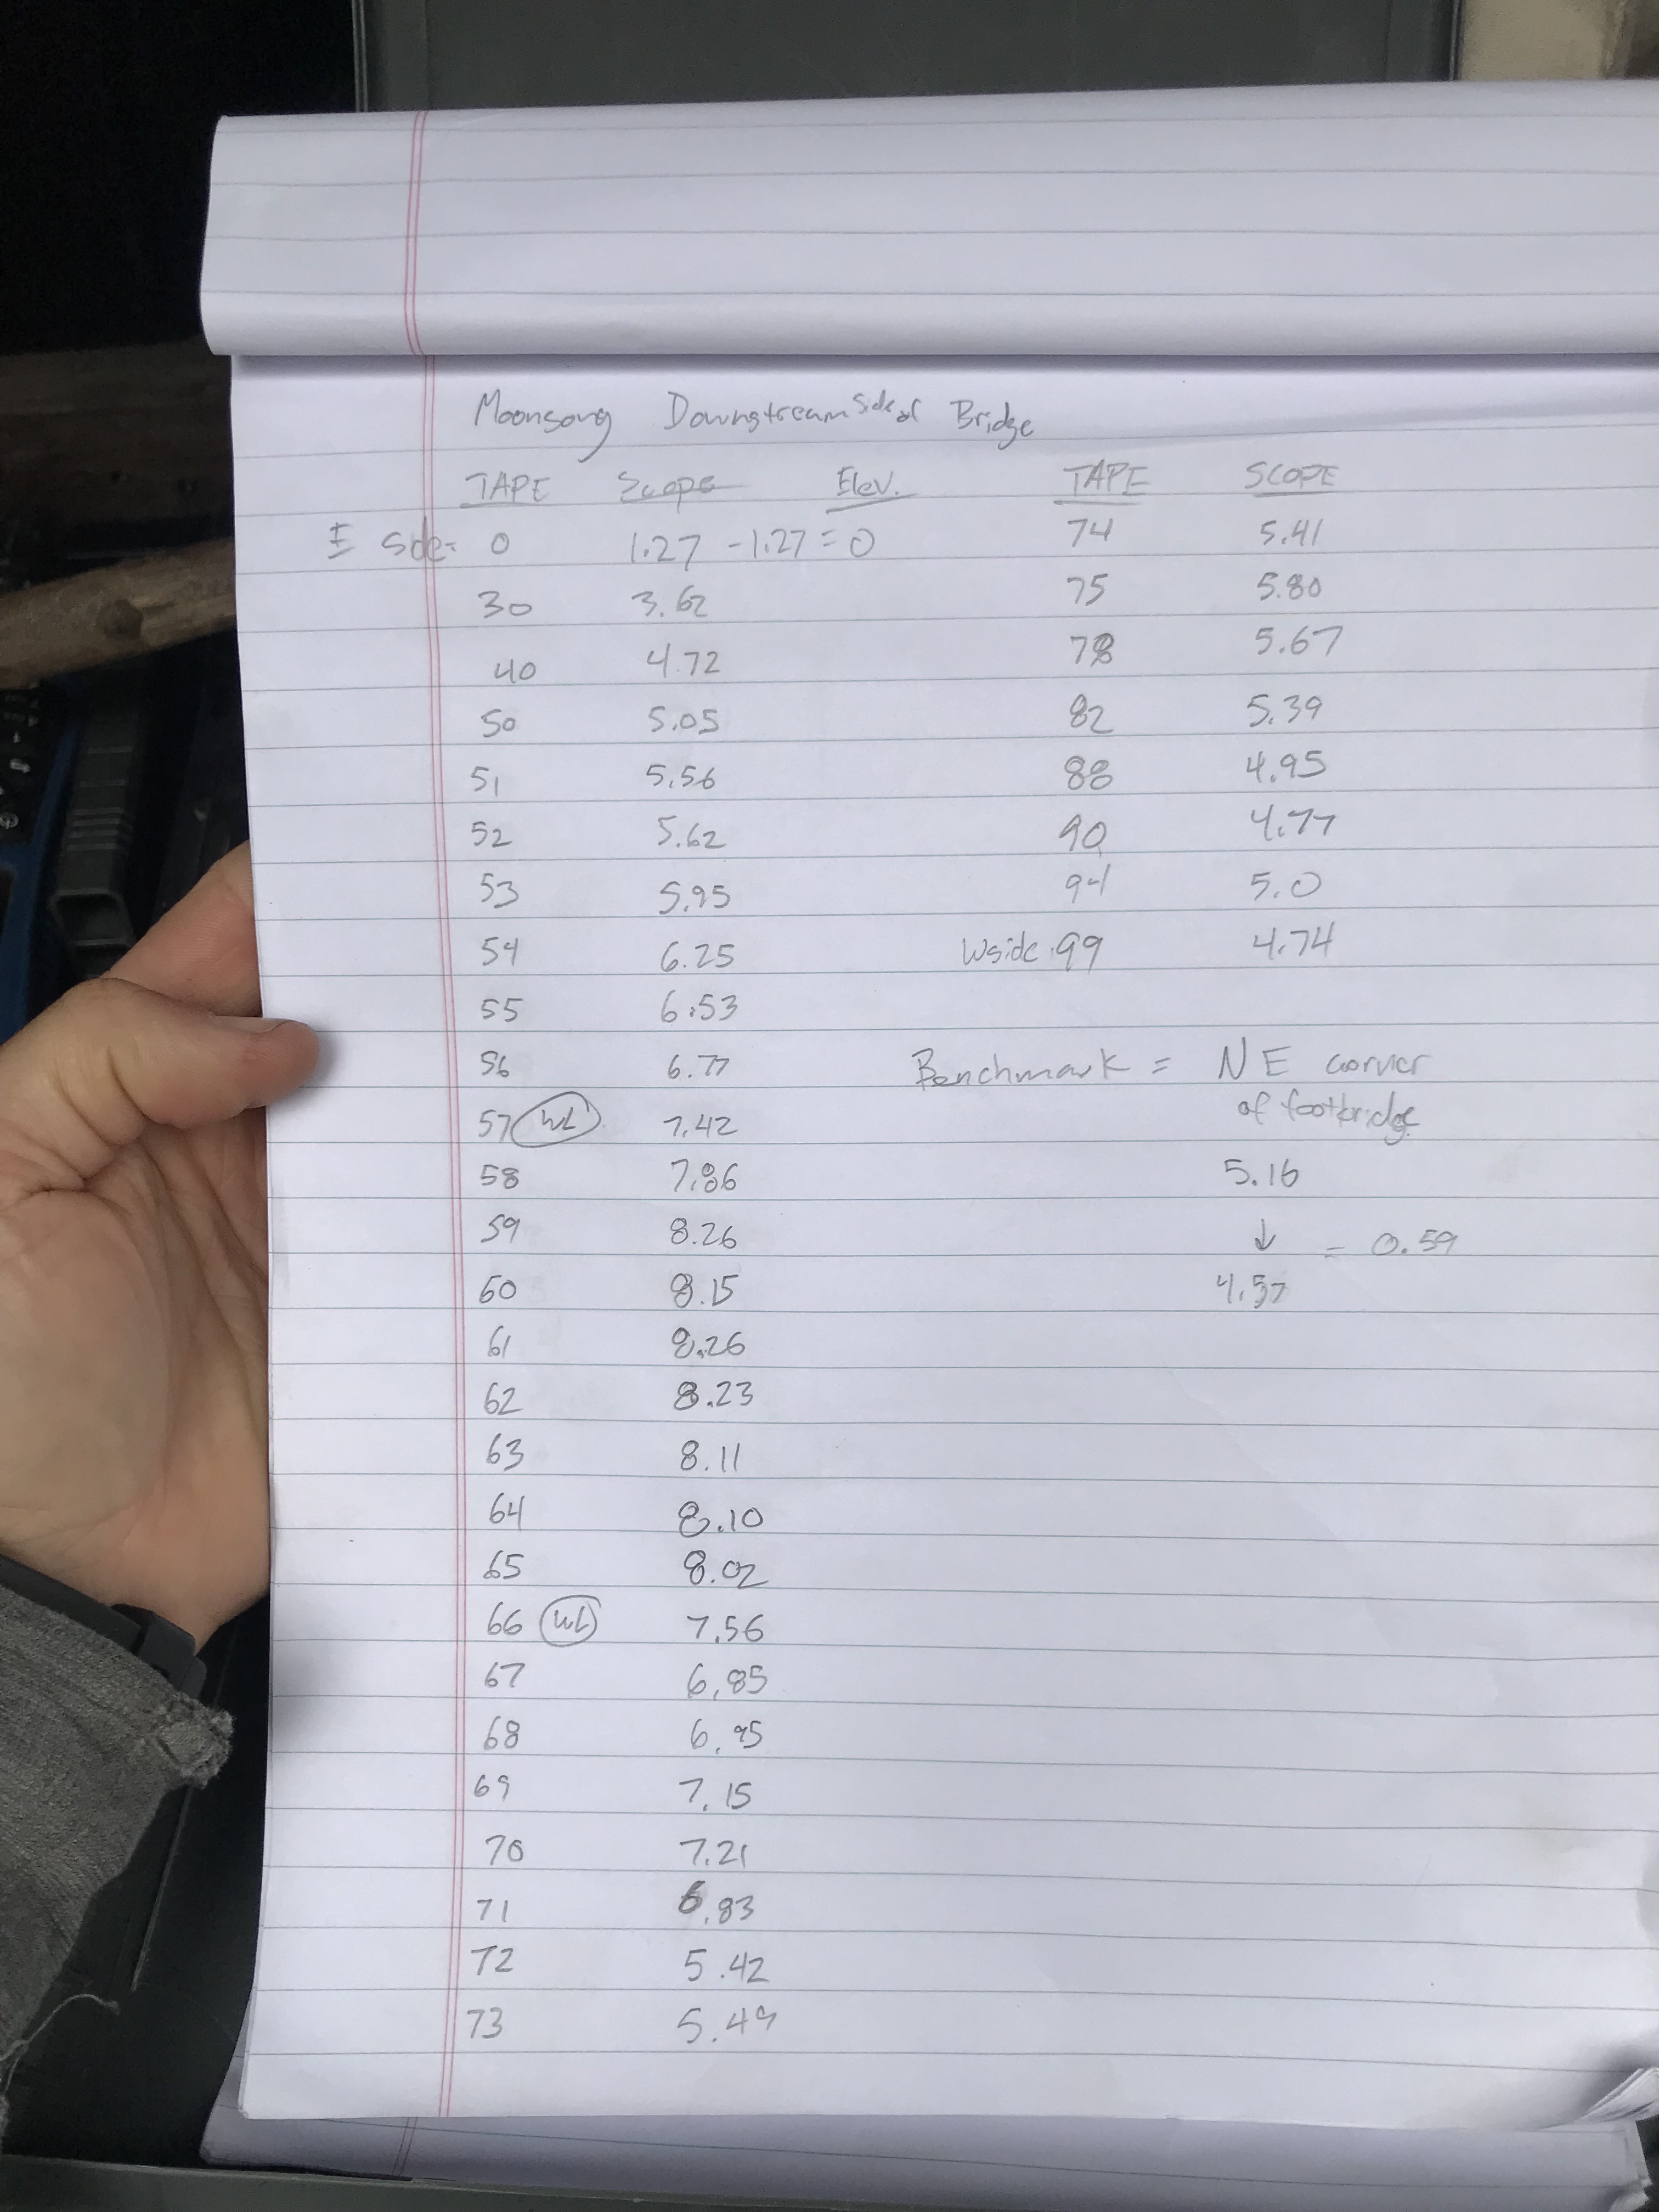 Moonsong Downstream side of Bridge
TAPE Scope Elev. TAPE SCOPE
E side- 0 1.27 - 1.27 = 0 74 5.41
30 3.62 75 5.80
40 4.72 78 5.67
50 5.05 82 5.39
51 5.56 88 4.95
52 5.62 90 4.77
53 5.95 94 5.0
54 6.25 W side 99 4.74
55 6.53
56 6.77 Benchmark = NE corner
of footbridge
57 WL 7.42
58 7.86 5.16
59 8.26 ↓ = 0.59
60 8.15 4.57
61 8.26
62 8.23
63 8.11
64 8.10
65 8.02
66 WL 7.56
67 6.85
68 6.95
69 7.15
70 7.21
71 6.83
72 5.42
73 5.49